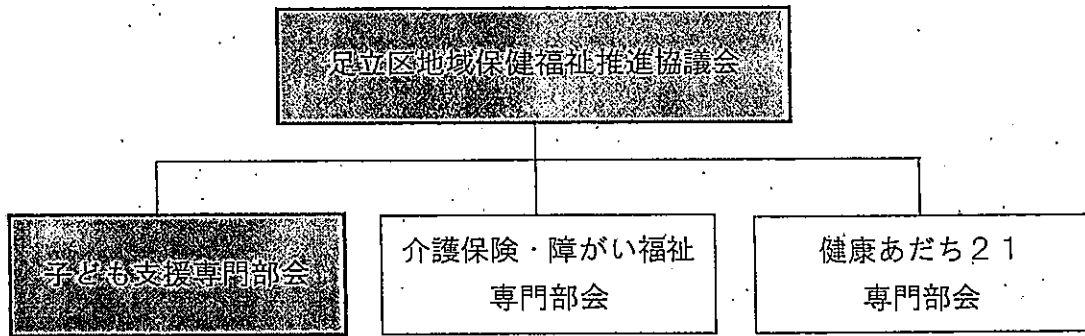 足立区地域保健福祉推進協議会
子ども支援専門部会
介護保険・障がい福祉
専門部会
健康あだち２１
専門部会